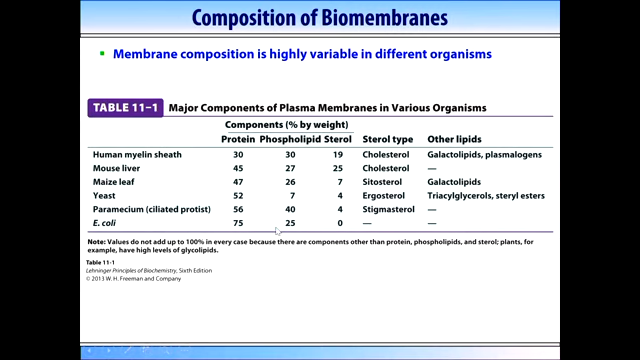 Composition of Biomembranes
Membrane composition is highly variable in different organisms
TABLE 11–1 Major Components of Plasma Membranes in Various Organisms
Components (% by weight)
Protein Phospholipid Sterol Sterol type Other lipids
Human myelin sheath 30 30 19 Cholesterol Galactolipids, plasmalogens
Mouse liver 45 27 25 Cholesterol —
Maize leaf 47 26 7 Sitosterol Galactolipids
Yeast 52 7 4 Ergosterol Triacylglycerols, steryl esters
Paramecium (ciliated protist) 56 40 4 Stigmasterol —
E. coli 75 25 0 — —
Note: Values do not add up to 100% in every case because there are components other than protein, phospholipids, and sterol; plants, for
example, have high levels of glycolipids.
Table 11-1
Lehninger Principles of Biochemistry, Sixth Edition
© 2013 W. H. Freeman and Company